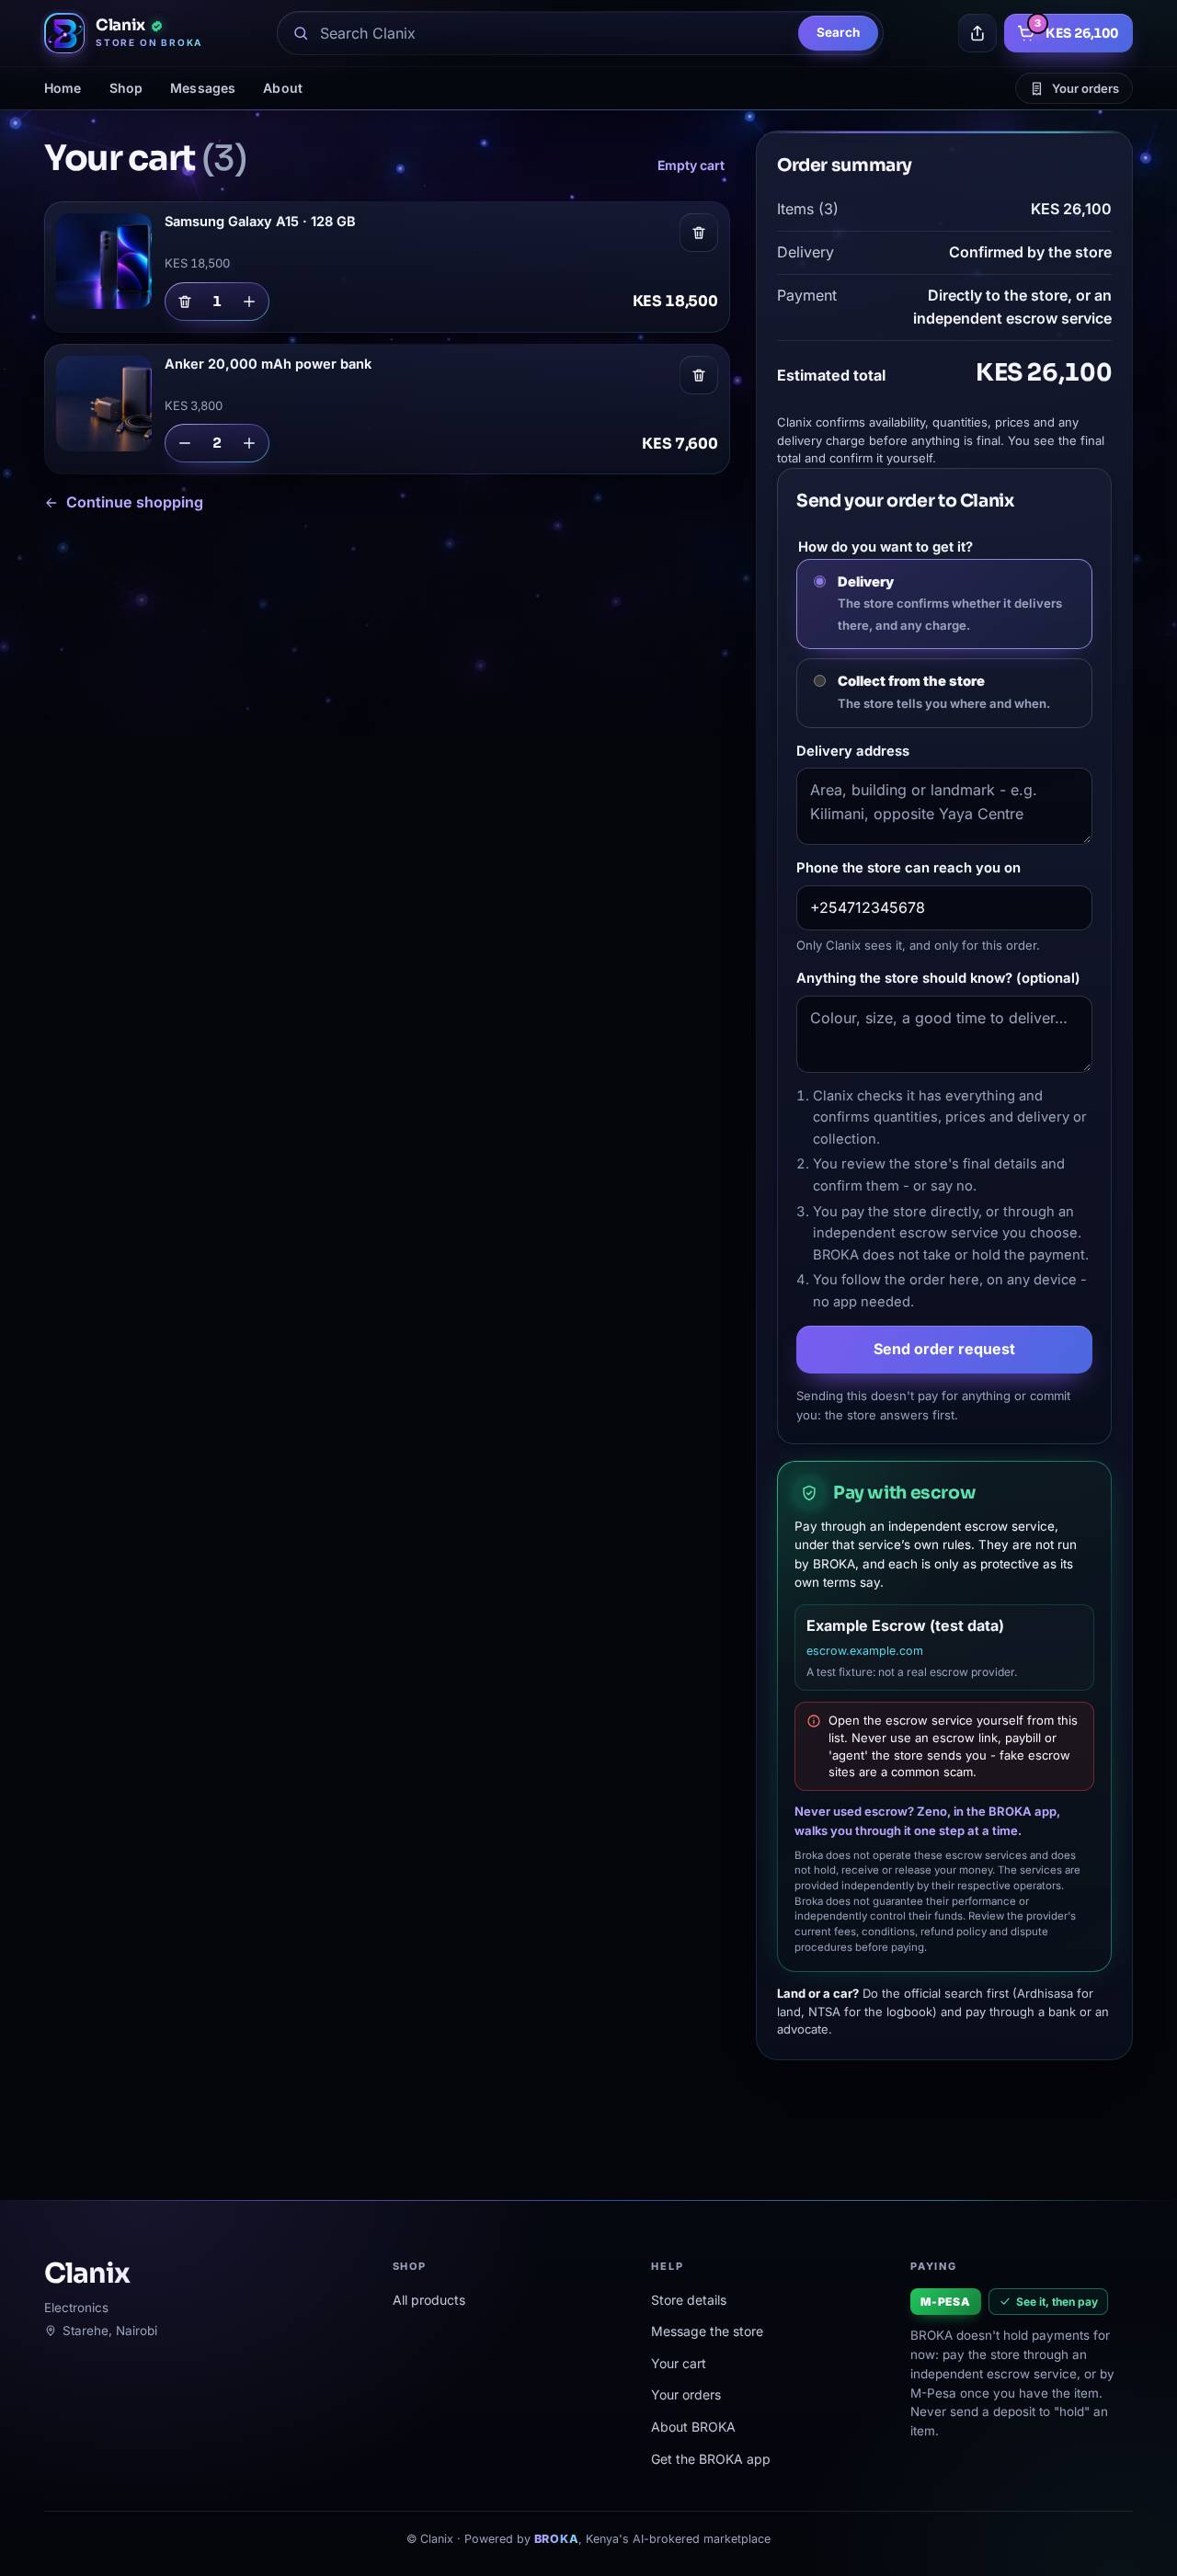 Clanix
STORE ON BROKA
Search Clanix
Search
3
KES 26,100
Home
Shop
Messages
About
Your orders
Your cart (3)
Empty cart
Samsung Galaxy A15 · 128 GB
KES 18,500
1
KES 18,500
Anker 20,000 mAh power bank
KES 3,800
2
KES 7,600
Continue shopping
Order summary
Items (3)
KES 26,100
Delivery
Confirmed by the store
Payment
Directly to the store, or an
independent escrow service
Estimated total
KES 26,100
Clanix confirms availability, quantities, prices and any
delivery charge before anything is final. You see the final
total and confirm it yourself.
Send your order to Clanix
How do you want to get it?
Delivery
The store confirms whether it delivers
there, and any charge.
Collect from the store
The store tells you where and when.
Delivery address
Area, building or landmark - e.g.
Kilimani, opposite Yaya Centre
Phone the store can reach you on
+254712345678
Only Clanix sees it, and only for this order.
Anything the store should know? (optional)
Colour, size, a good time to deliver...
1. Clanix checks it has everything and
confirms quantities, prices and delivery or
collection.
2. You review the store's final details and
confirm them - or say no.
3. You pay the store directly, or through an
independent escrow service you choose.
BROKA does not take or hold the payment.
4. You follow the order here, on any device -
no app needed.
Send order request
Sending this doesn't pay for anything or commit
you: the store answers first.
Pay with escrow
Pay through an independent escrow service,
under that service’s own rules. They are not run
by BROKA, and each is only as protective as its
own terms say.
Example Escrow (test data)
escrow.example.com
A test fixture: not a real escrow provider.
Open the escrow service yourself from this
list. Never use an escrow link, paybill or
'agent' the store sends you - fake escrow
sites are a common scam.
Never used escrow? Zeno, in the BROKA app,
walks you through it one step at a time.
Broka does not operate these escrow services and does
not hold, receive or release your money. The services are
provided independently by their respective operators.
Broka does not guarantee their performance or
independently control their funds. Review the provider's
current fees, conditions, refund policy and dispute
procedures before paying.
Land or a car? Do the official search first (Ardhisasa for
land, NTSA for the logbook) and pay through a bank or an
advocate.
Clanix
Electronics
Starehe, Nairobi
SHOP
All products
HELP
Store details
Message the store
Your cart
Your orders
About BROKA
Get the BROKA app
PAYING
M-PESA
See it, then pay
BROKA doesn't hold payments for
now: pay the store through an
independent escrow service, or by
M-Pesa once you have the item.
Never send a deposit to "hold" an
item.
© Clanix · Powered by BROKA, Kenya's AI-brokered marketplace